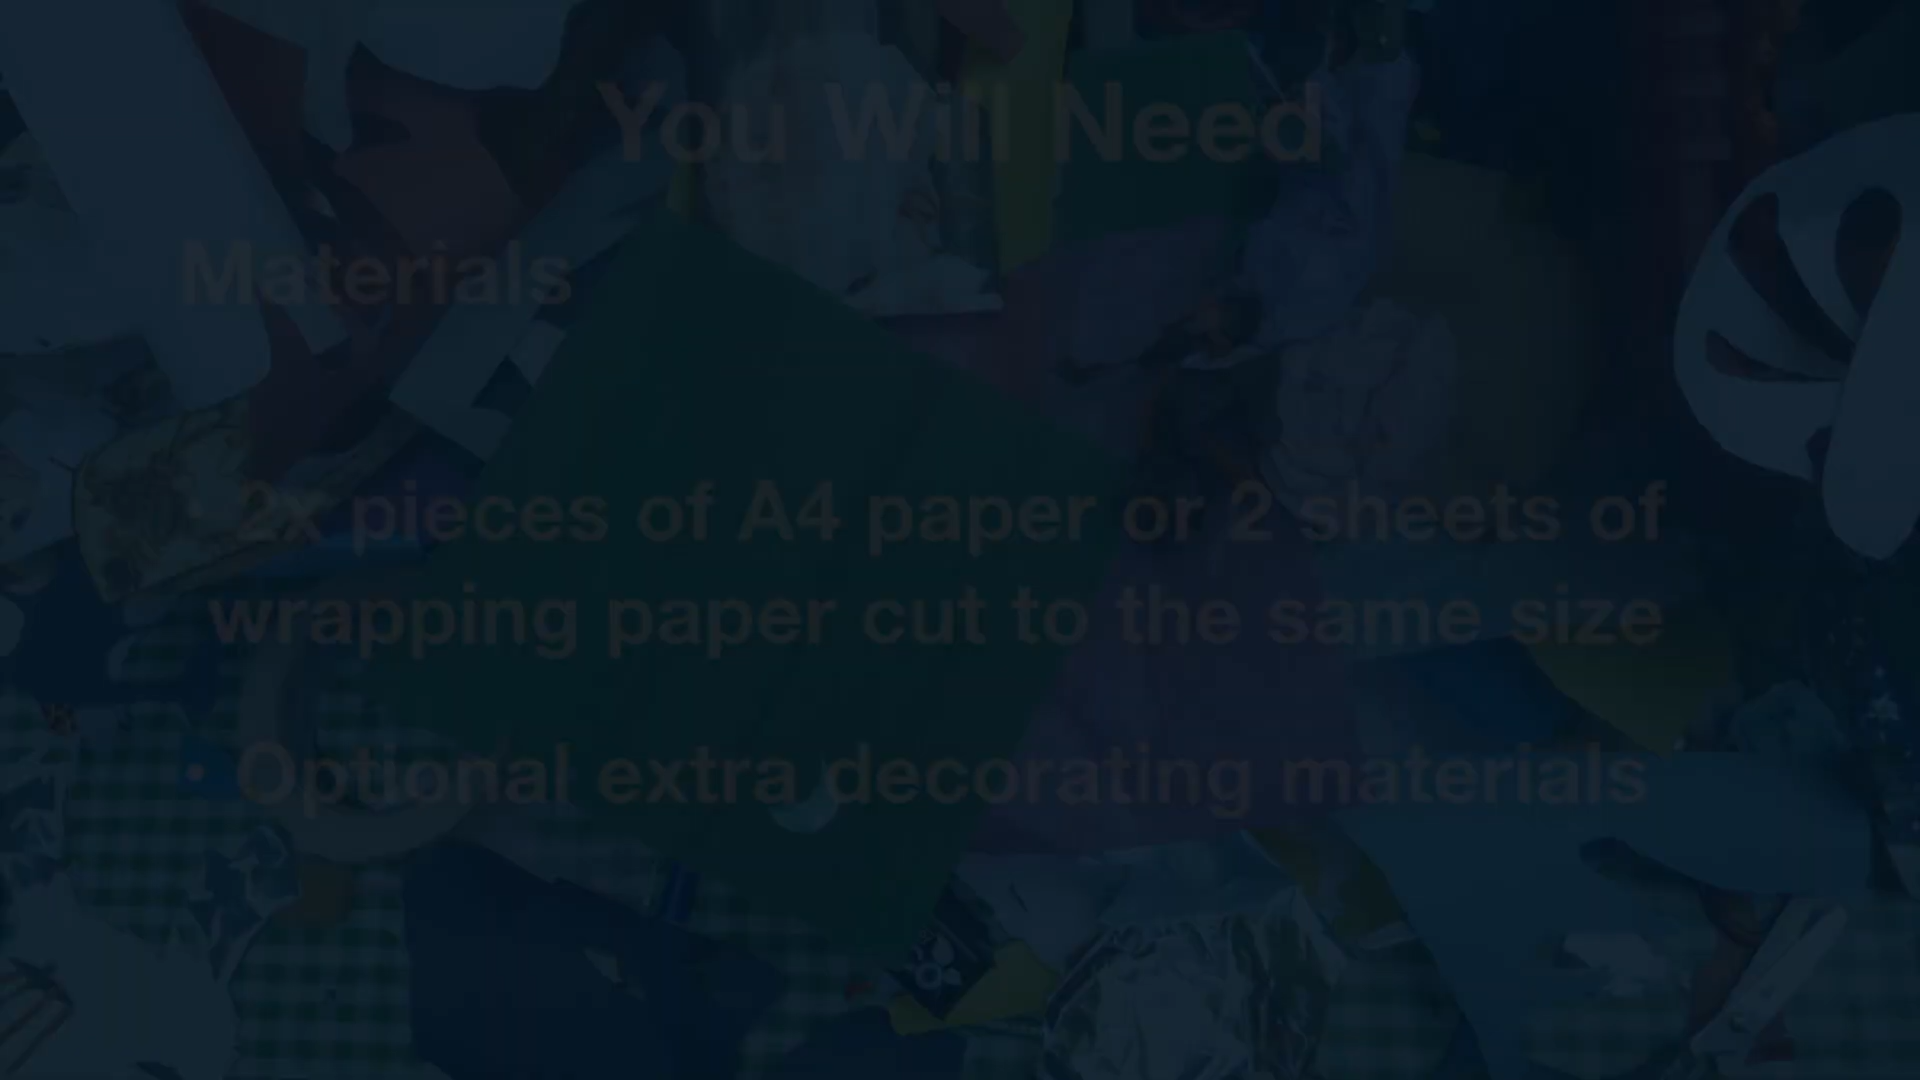 You Will Need
Materials
2x pieces of A4 paper or 2 sheets of
wrapping paper cut to the same size
• Optional extra decorating materials